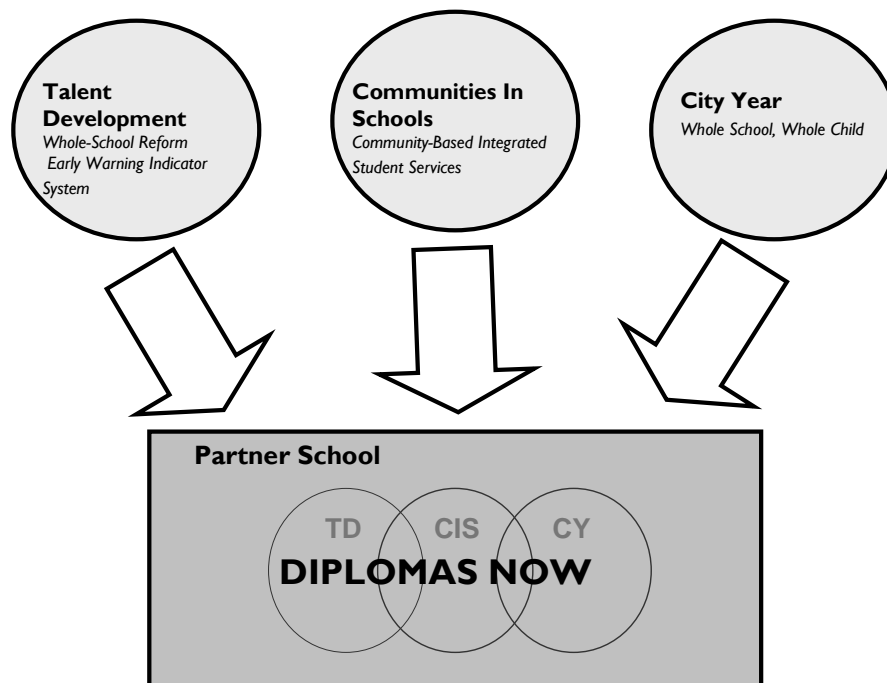 Talent
Development
Whole-School Reform
Early Warning Indicator
System
Communities In
Schools
Community-Based Integrated
Student Services
City Year
Whole School, Whole Child
Partner School
TD
CIS
CY
DIPLOMAS NOW